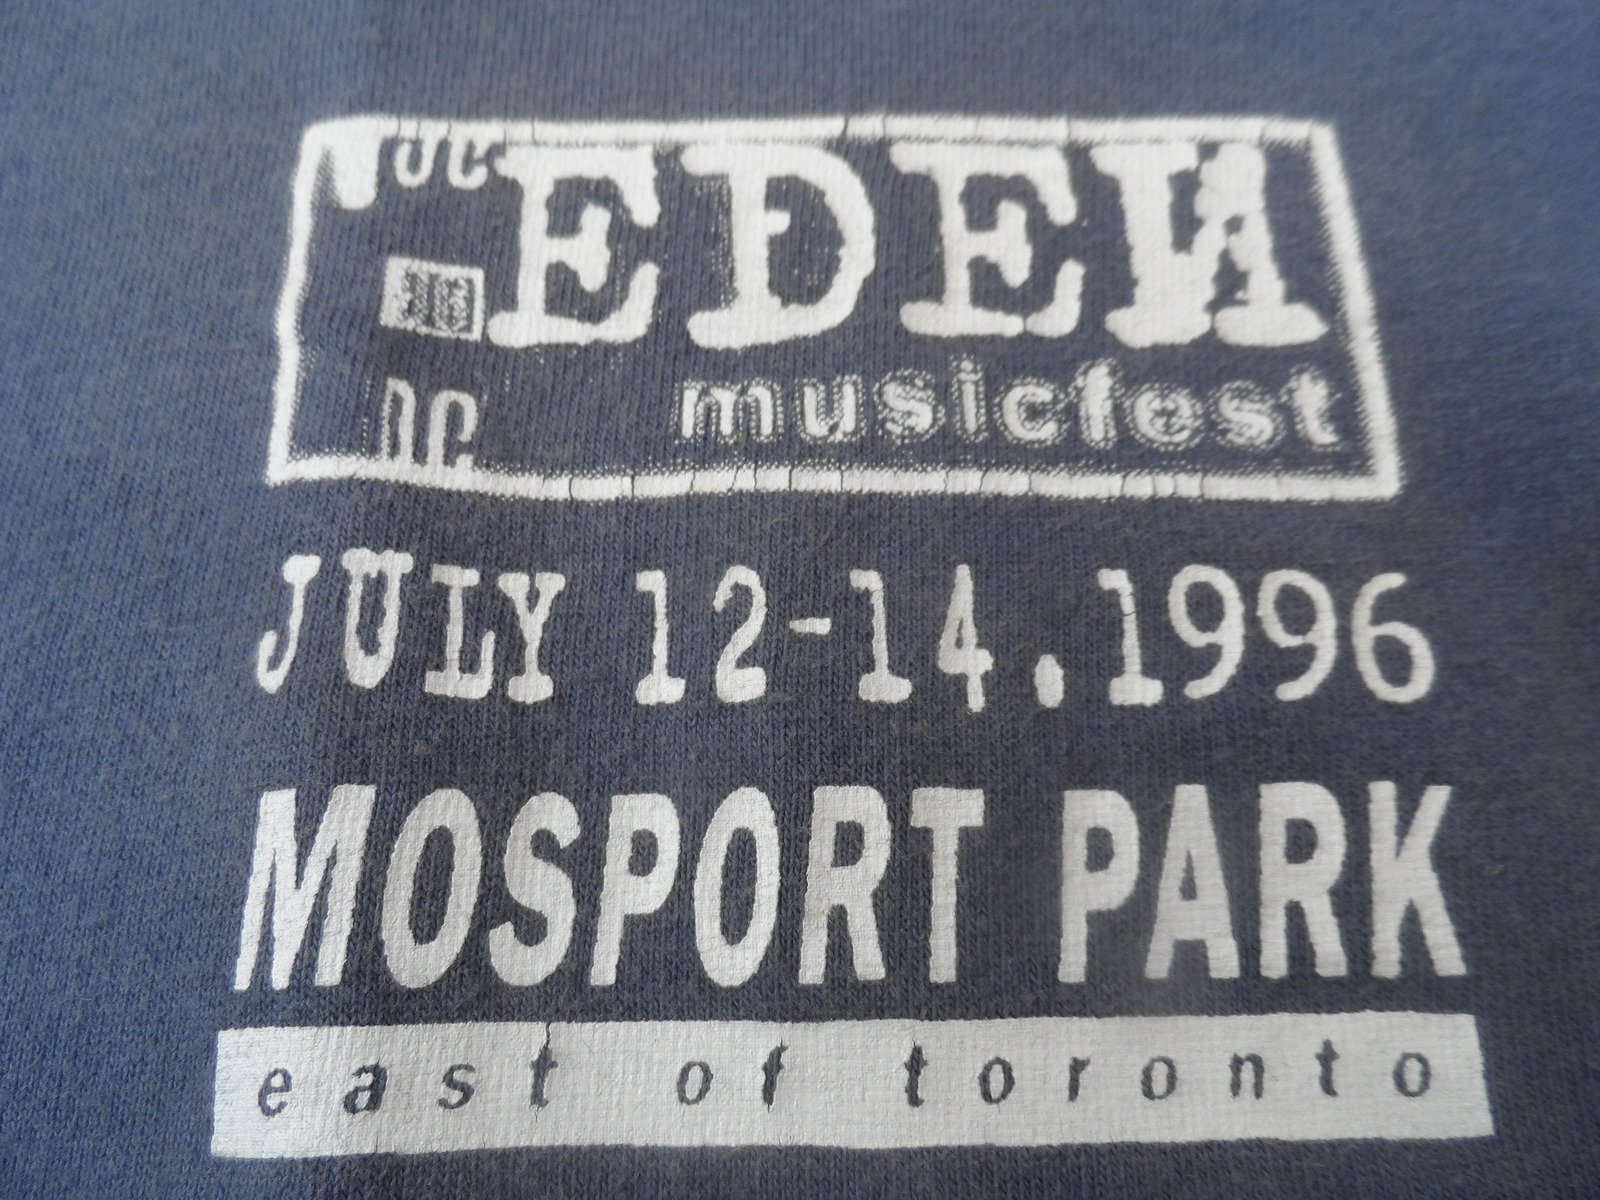 EDEN
musicfest
JULY 12-14.1996
MOSPORT PARK
east of toronto